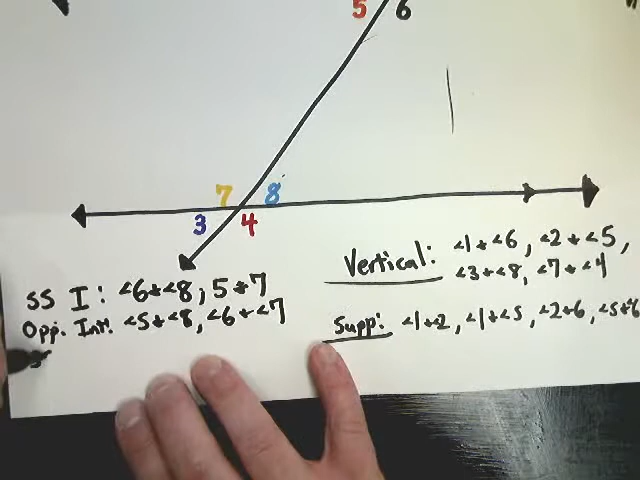 5 6
7 8
3 4
Vertical: <1+<6, <2+<5,
<3+<8, <7+<4
SS I: <6+<8; 5+7
Opp. Int: <5+<8, <6+<7
Supp: <1+2, <1+<5, <2+6, <5+6